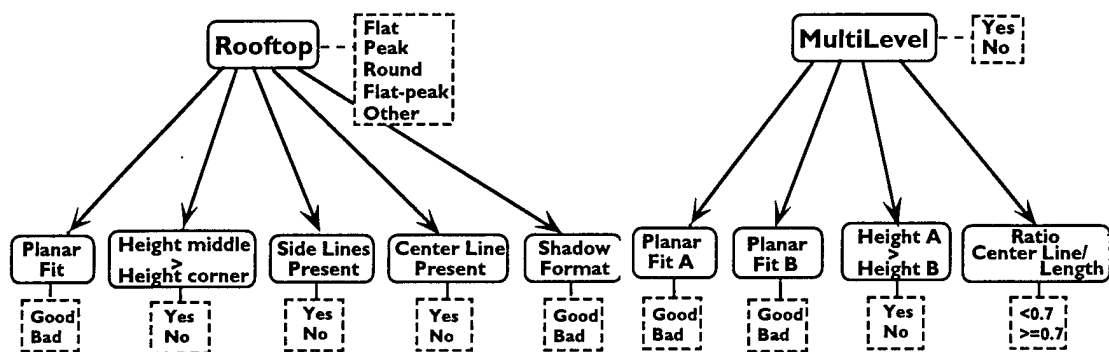 Rooftop
Flat
Peak
Round
Flat-peak
Other
Planar
Fit
Good
Bad
Height middle
>
Height corner
Yes
No
Side Lines
Present
Yes
No
Center Line
Present
Yes
No
Shadow
Format
Good
Bad
MultiLevel
Yes
No
Planar
Fit A
Good
Bad
Planar
Fit B
Good
Bad
Height A
>
Height B
Yes
No
Ratio
Center Line/
Length
<0.7
>=0.7